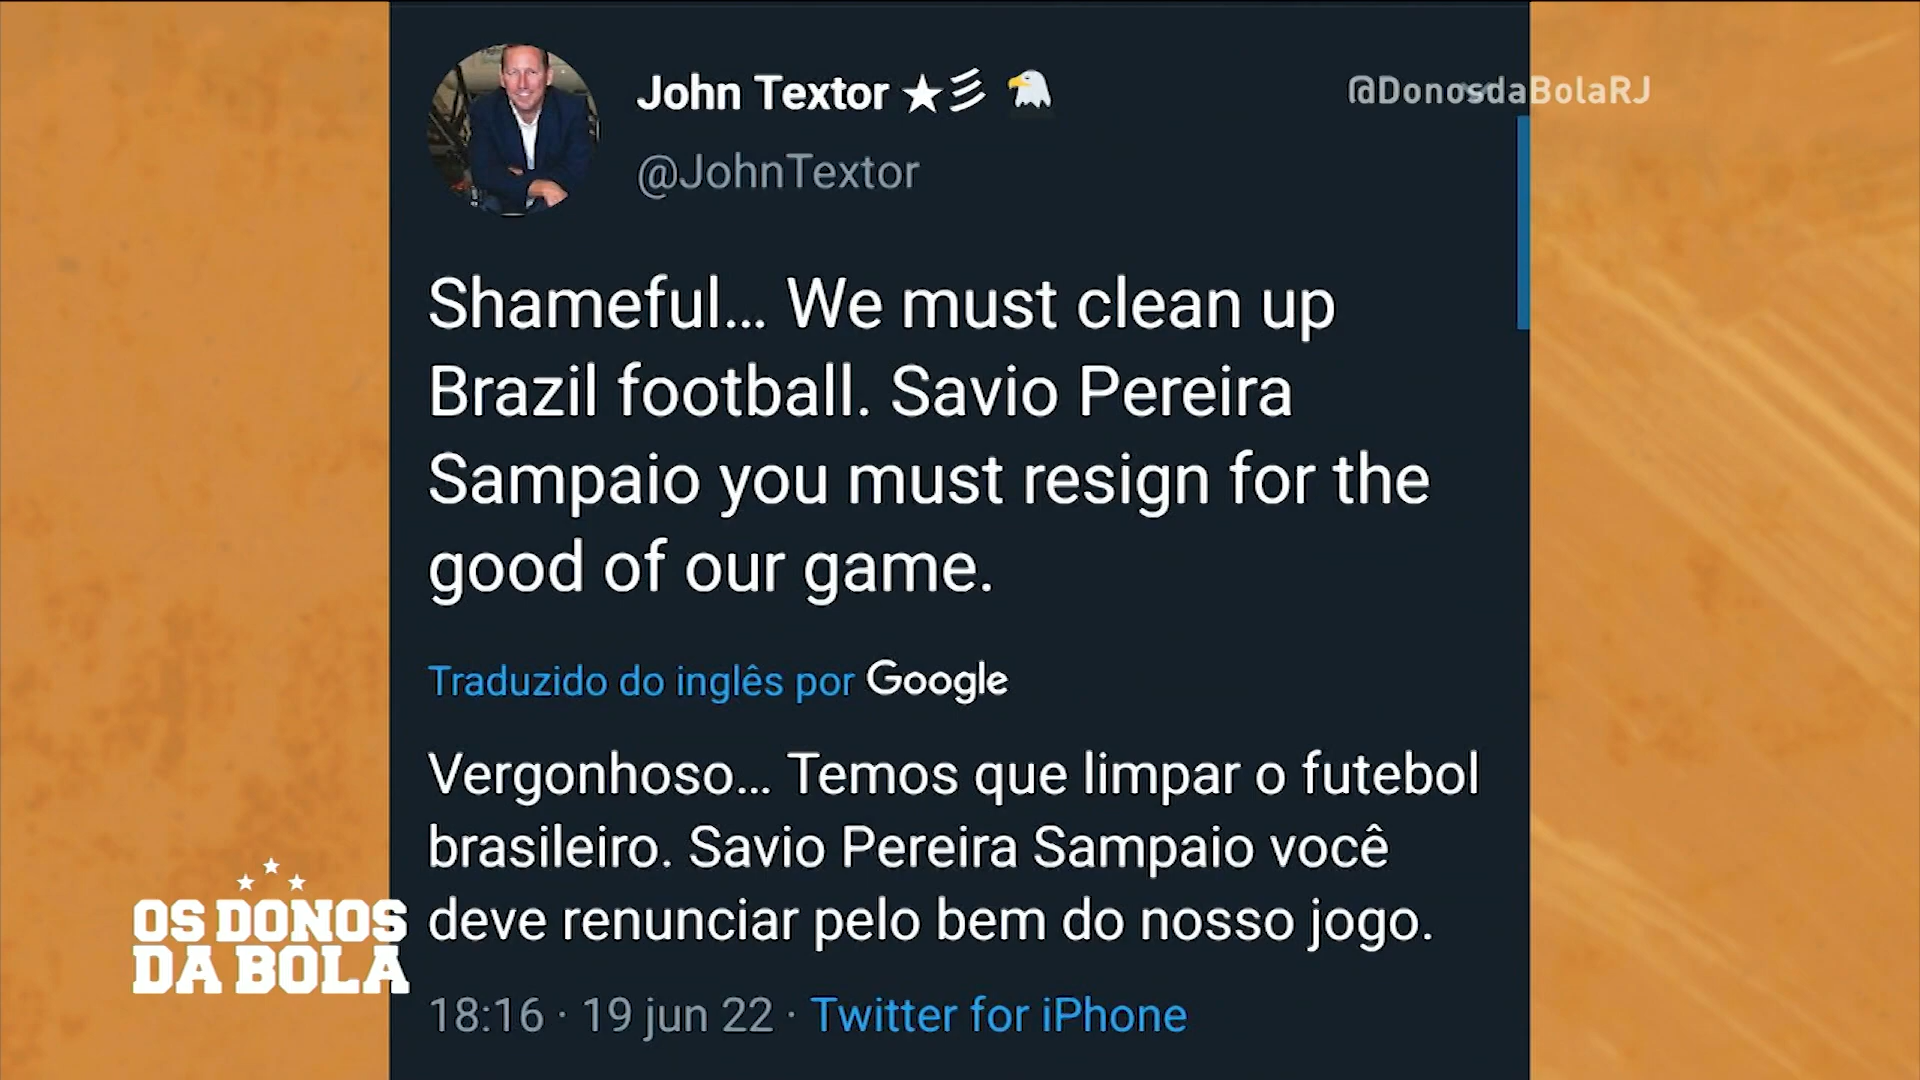 John Textor ★彡 🦅
@DonosdaBolaRJ
@JohnTextor
Shameful... We must clean up
Brazil football. Savio Pereira
Sampaio you must resign for the
good of our game.
Traduzido do inglês por Google
Vergonhoso... Temos que limpar o futebol
brasileiro. Savio Pereira Sampaio você
deve renunciar pelo bem do nosso jogo.
18:16 · 19 jun 22 · Twitter for iPhone
OS DONOS
DA BOLA